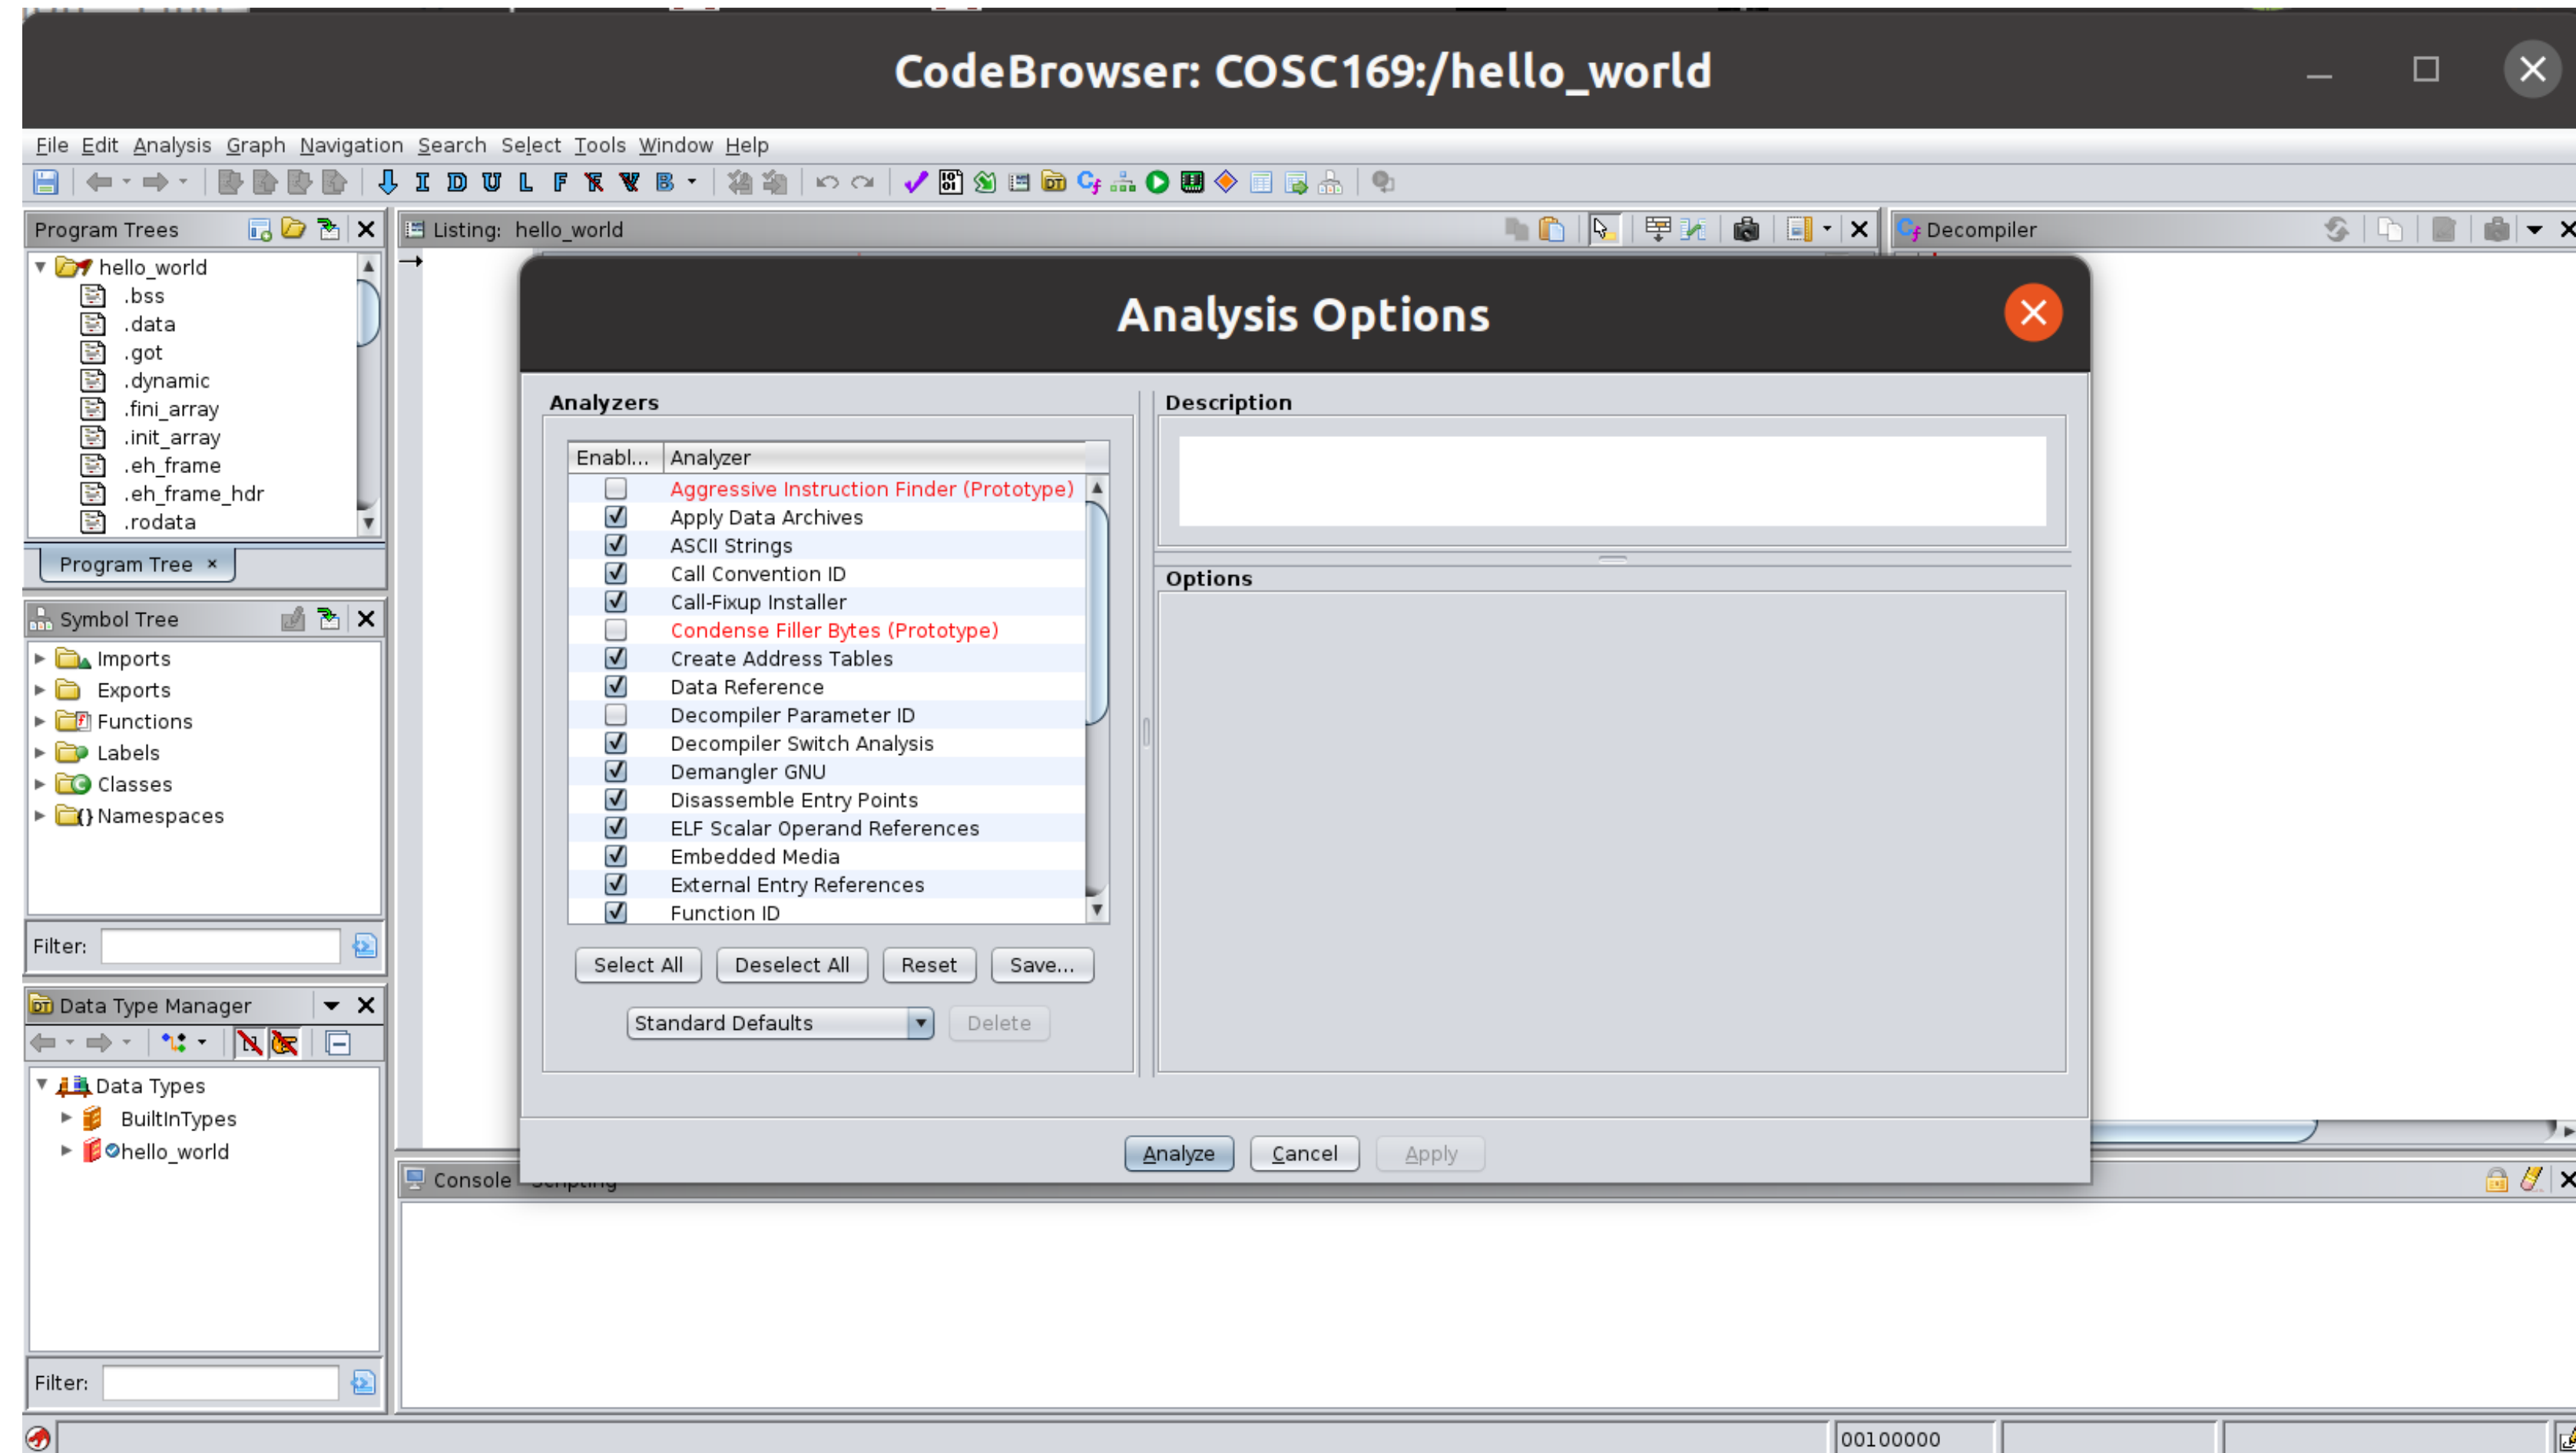 CodeBrowser: COSC169:/hello_world
File Edit Analysis Graph Navigation Search Select Tools Window Help
I D U L F F V B
Program Trees
hello_world
.bss
.data
.got
.dynamic
.fini_array
.init_array
.eh_frame
.eh_frame_hdr
.rodata
Program Tree ×
Symbol Tree
Imports
Exports
Functions
Labels
Classes
Namespaces
Filter:
Data Type Manager
Data Types
BuiltInTypes
hello_world
Filter:
Listing: hello_world
Decompiler
Analysis Options
Analyzers
Enabl... Analyzer
Aggressive Instruction Finder (Prototype)
Apply Data Archives
ASCII Strings
Call Convention ID
Call-Fixup Installer
Condense Filler Bytes (Prototype)
Create Address Tables
Data Reference
Decompiler Parameter ID
Decompiler Switch Analysis
Demangler GNU
Disassemble Entry Points
ELF Scalar Operand References
Embedded Media
External Entry References
Function ID
Select All Deselect All Reset Save...
Standard Defaults Delete
Description
Options
Analyze Cancel Apply
Console - Scripting
00100000